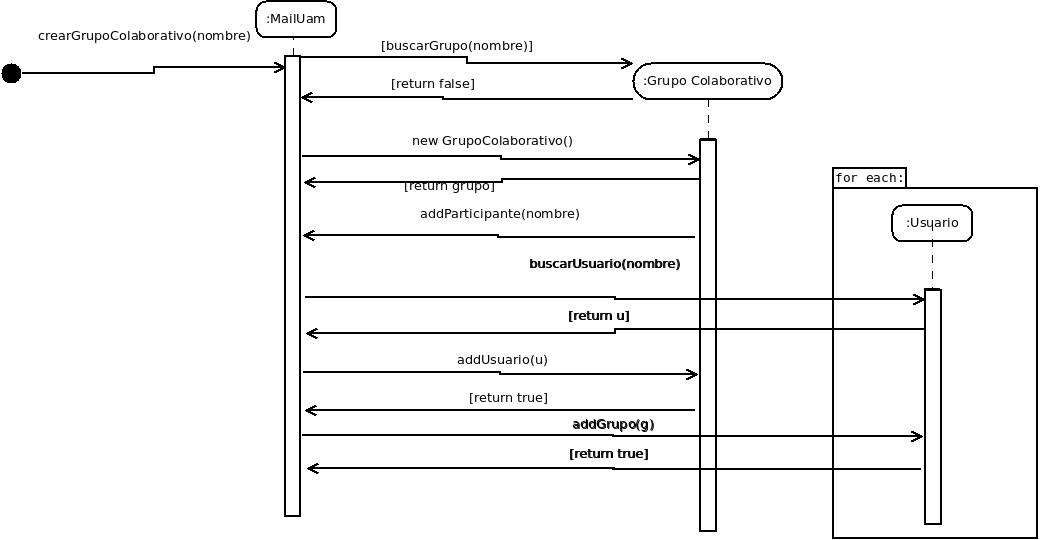 :MailUam
crearGrupoColaborativo(nombre)
[buscarGrupo(nombre)]
:Grupo Colaborativo
[return false]
new GrupoColaborativo()
for each:
[return grupo]
addParticipante(nombre)
:Usuario
buscarUsuario(nombre)
[return u]
addUsuario(u)
[return true]
addGrupo(g)
[return true]